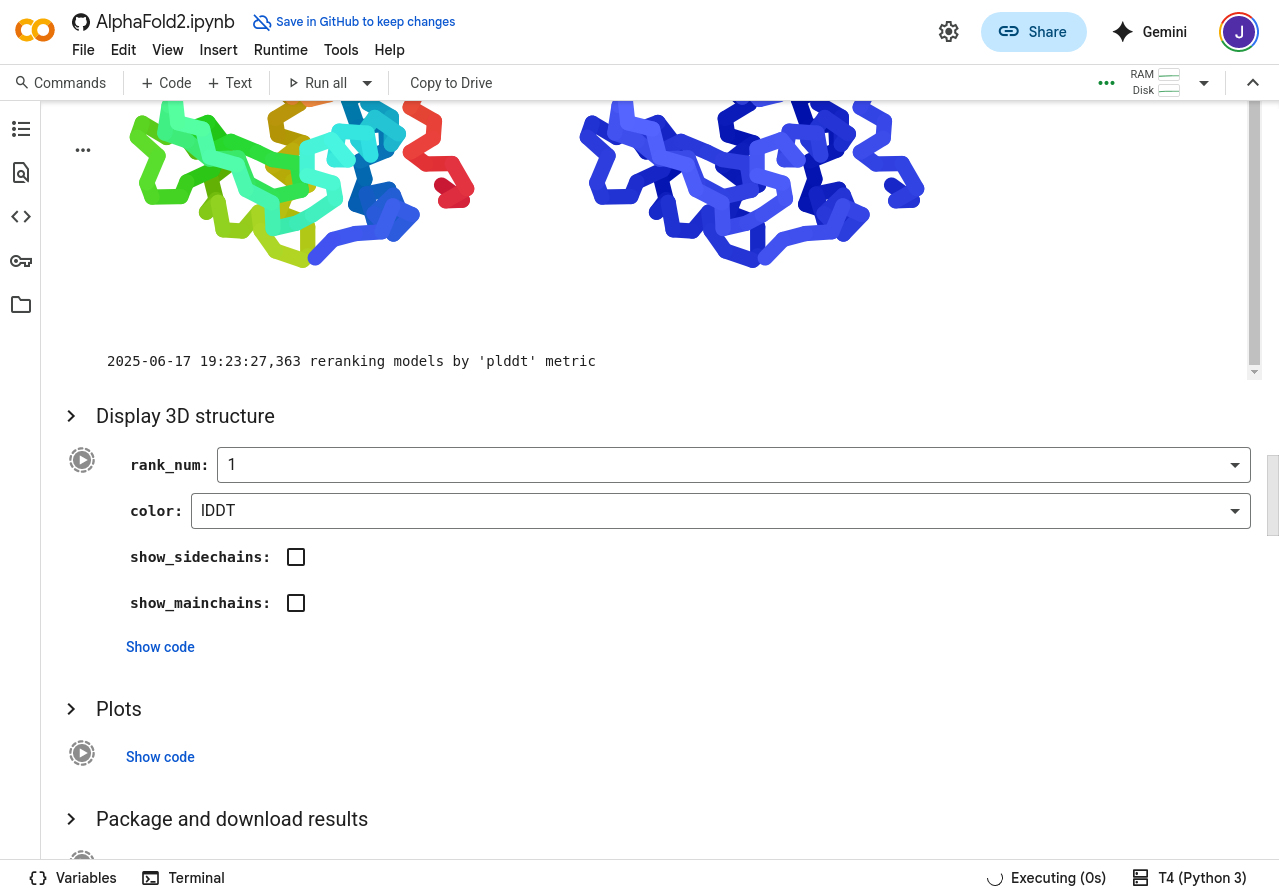 AlphaFold2.ipynb
Save in GitHub to keep changes
File Edit View Insert Runtime Tools Help
Share
Gemini
J
Commands + Code + Text Run all Copy to Drive
RAM
Disk
2025-06-17 19:23:27,363 reranking models by 'plddt' metric
Display 3D structure
rank_num: 1
color: lDDT
show_sidechains:
show_mainchains:
Show code
Plots
Show code
Package and download results
Variables Terminal Executing (0s) T4 (Python 3)